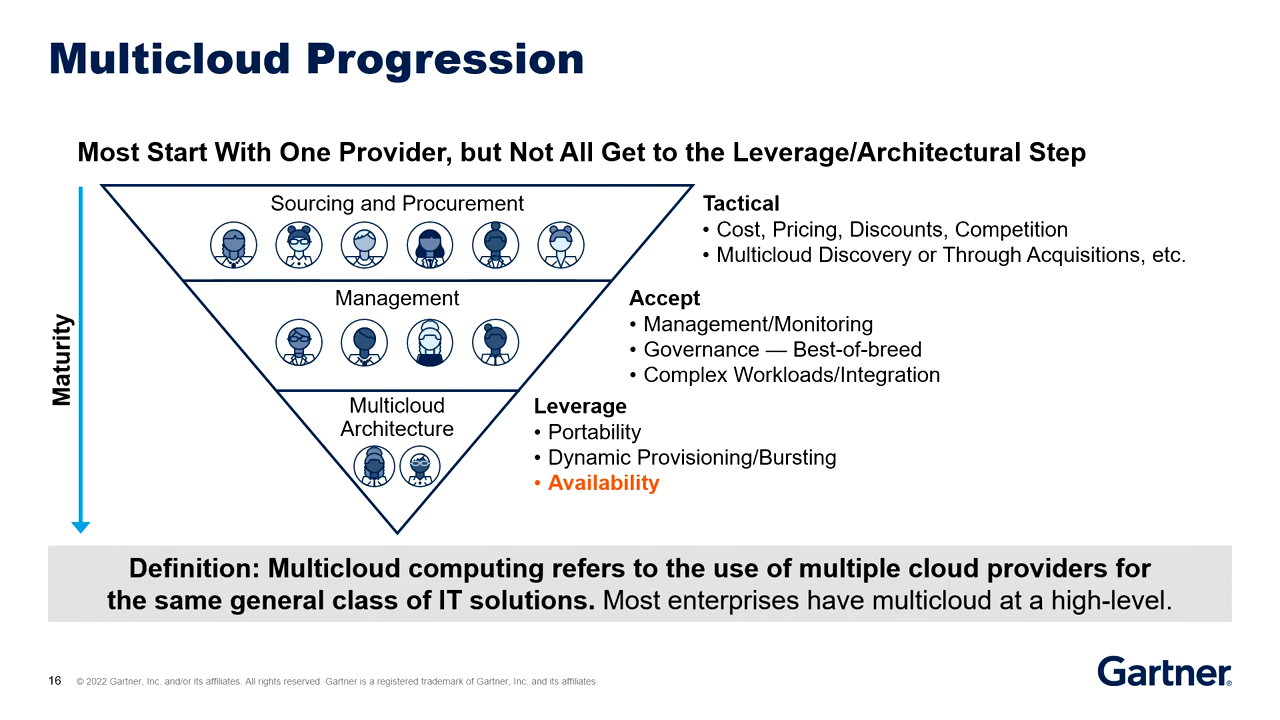 Multicloud Progression
Most Start With One Provider, but Not All Get to the Leverage/Architectural Step
Maturity
Sourcing and Procurement
Tactical
• Cost, Pricing, Discounts, Competition
• Multicloud Discovery or Through Acquisitions, etc.
Management
Accept
• Management/Monitoring
• Governance — Best-of-breed
• Complex Workloads/Integration
Multicloud
Architecture
Leverage
• Portability
• Dynamic Provisioning/Bursting
• Availability
Definition: Multicloud computing refers to the use of multiple cloud providers for
the same general class of IT solutions. Most enterprises have multicloud at a high-level.
16 © 2022 Gartner, Inc. and/or its affiliates. All rights reserved. Gartner is a registered trademark of Gartner, Inc. and its affiliates.
Gartner®